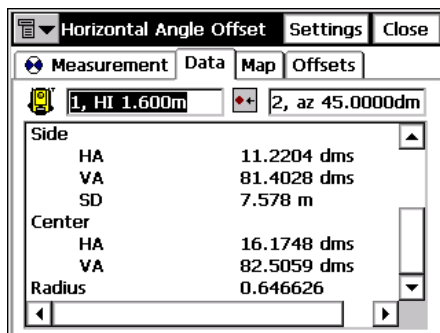 Horizontal Angle Offset Settings Close
Measurement Data Map Offsets
1, HI 1.600m 2, az 45.0000dm
Side
HA 11.2204 dms
VA 81.4028 dms
SD 7.578 m
Center
HA 16.1748 dms
VA 82.5059 dms
Radius 0.646626